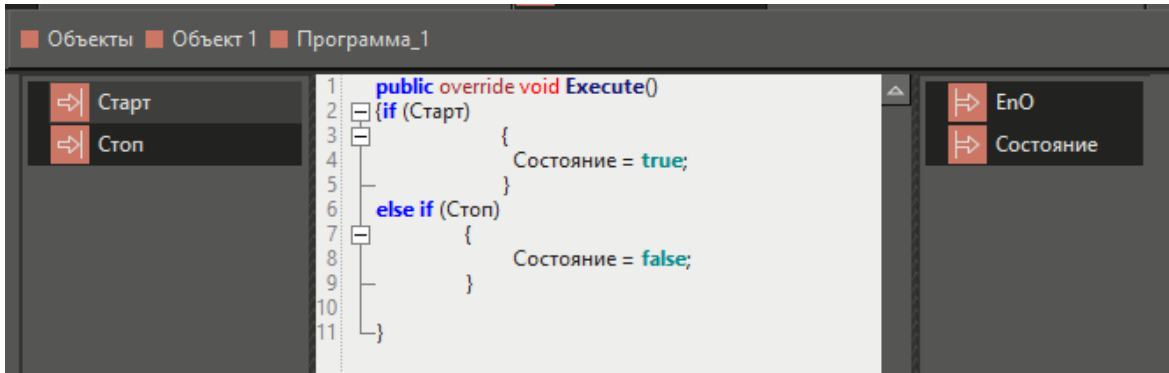 Объекты Объект 1 Программа_1
Старт
Стоп
1 public override void Execute()
2 {if (Старт)
3 {
4 Состояние = true;
5 }
6 else if (Стоп)
7 {
8 Состояние = false;
9 }
10
11 }
EnO
Состояние